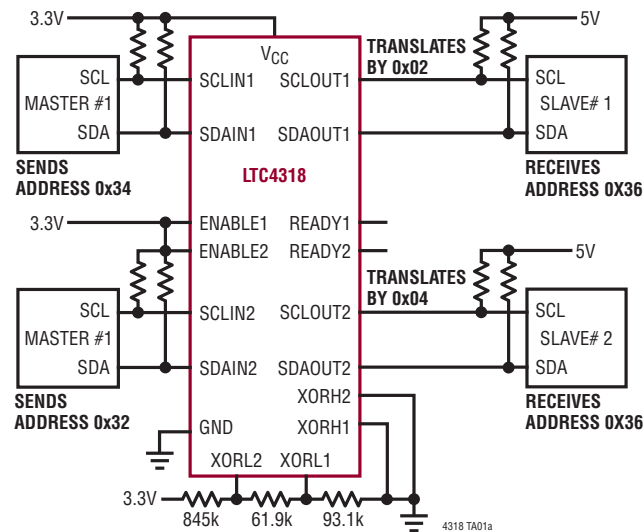 3.3V
5V
VCC
TRANSLATES
BY 0x02
SCL
SCLIN1
SCLOUT1
SCL
MASTER #1
SLAVE# 1
SDA
SDAIN1
SDAOUT1
SDA
SENDS
ADDRESS 0x34
LTC4318
RECEIVES
ADDRESS 0X36
3.3V
ENABLE1
READY1
ENABLE2
READY2
5V
TRANSLATES
BY 0x04
SCL
SCLIN2
SCLOUT2
SCL
MASTER #1
SLAVE# 2
SDA
SDAIN2
SDAOUT2
SDA
SENDS
ADDRESS 0x32
XORH2
RECEIVES
ADDRESS 0X36
GND
XORH1
XORL2
XORL1
3.3V
845k
61.9k
93.1k
4318 TA01a